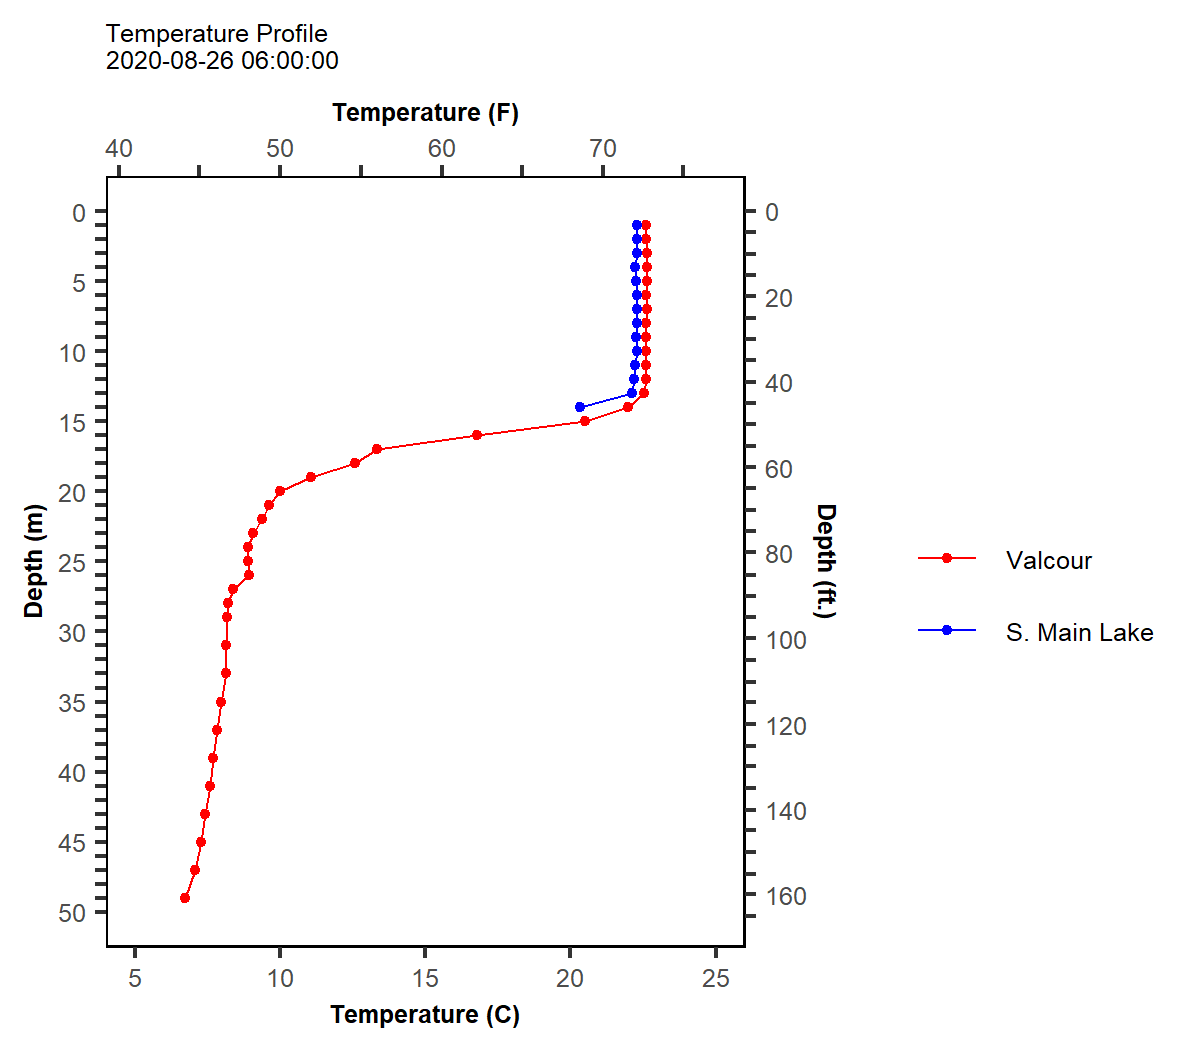 Temperature Profile
2020-08-26 06:00:00
Temperature (F)
40 50 60 70
0
5
10
15
20
25
30
35
40
45
50
Depth (m)
0
20
40
60
80
100
120
140
160
Depth (ft.)
Valcour
S. Main Lake
5 10 15 20 25
Temperature (C)